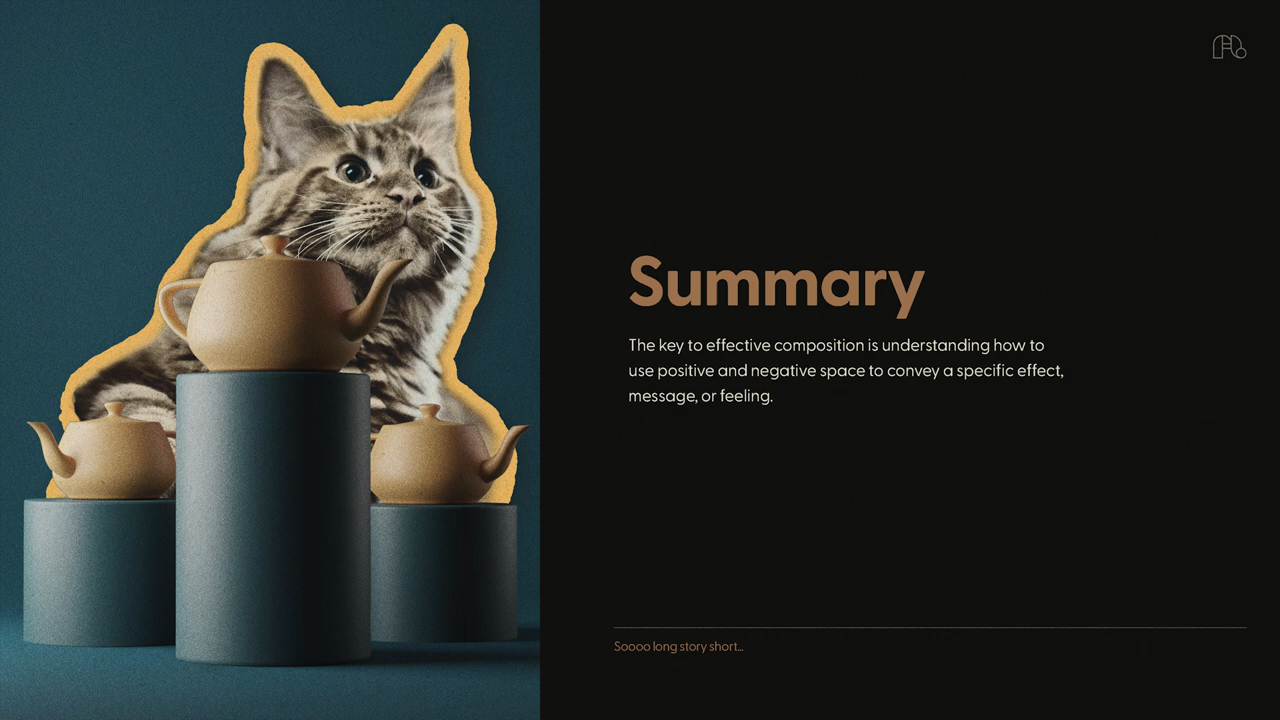 Summary
The key to effective composition is understanding how to
use positive and negative space to convey a specific effect,
message, or feeling.
Soooo long story short...